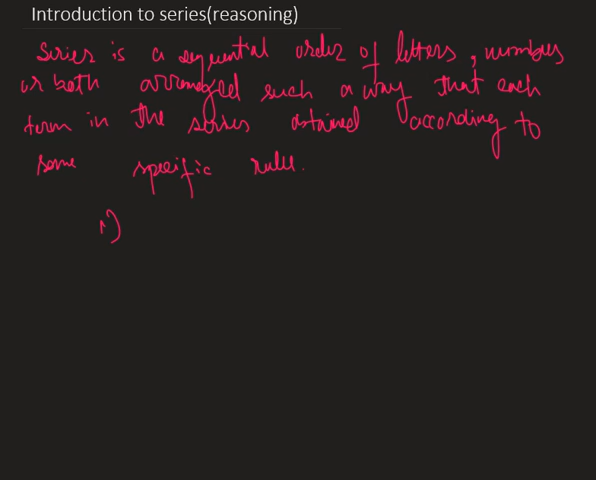 Introduction to series(reasoning)
Series is a sequential order of letters, numbers
or both arranged such a way that each
term in the series obtained according to
some specific rule.
1)